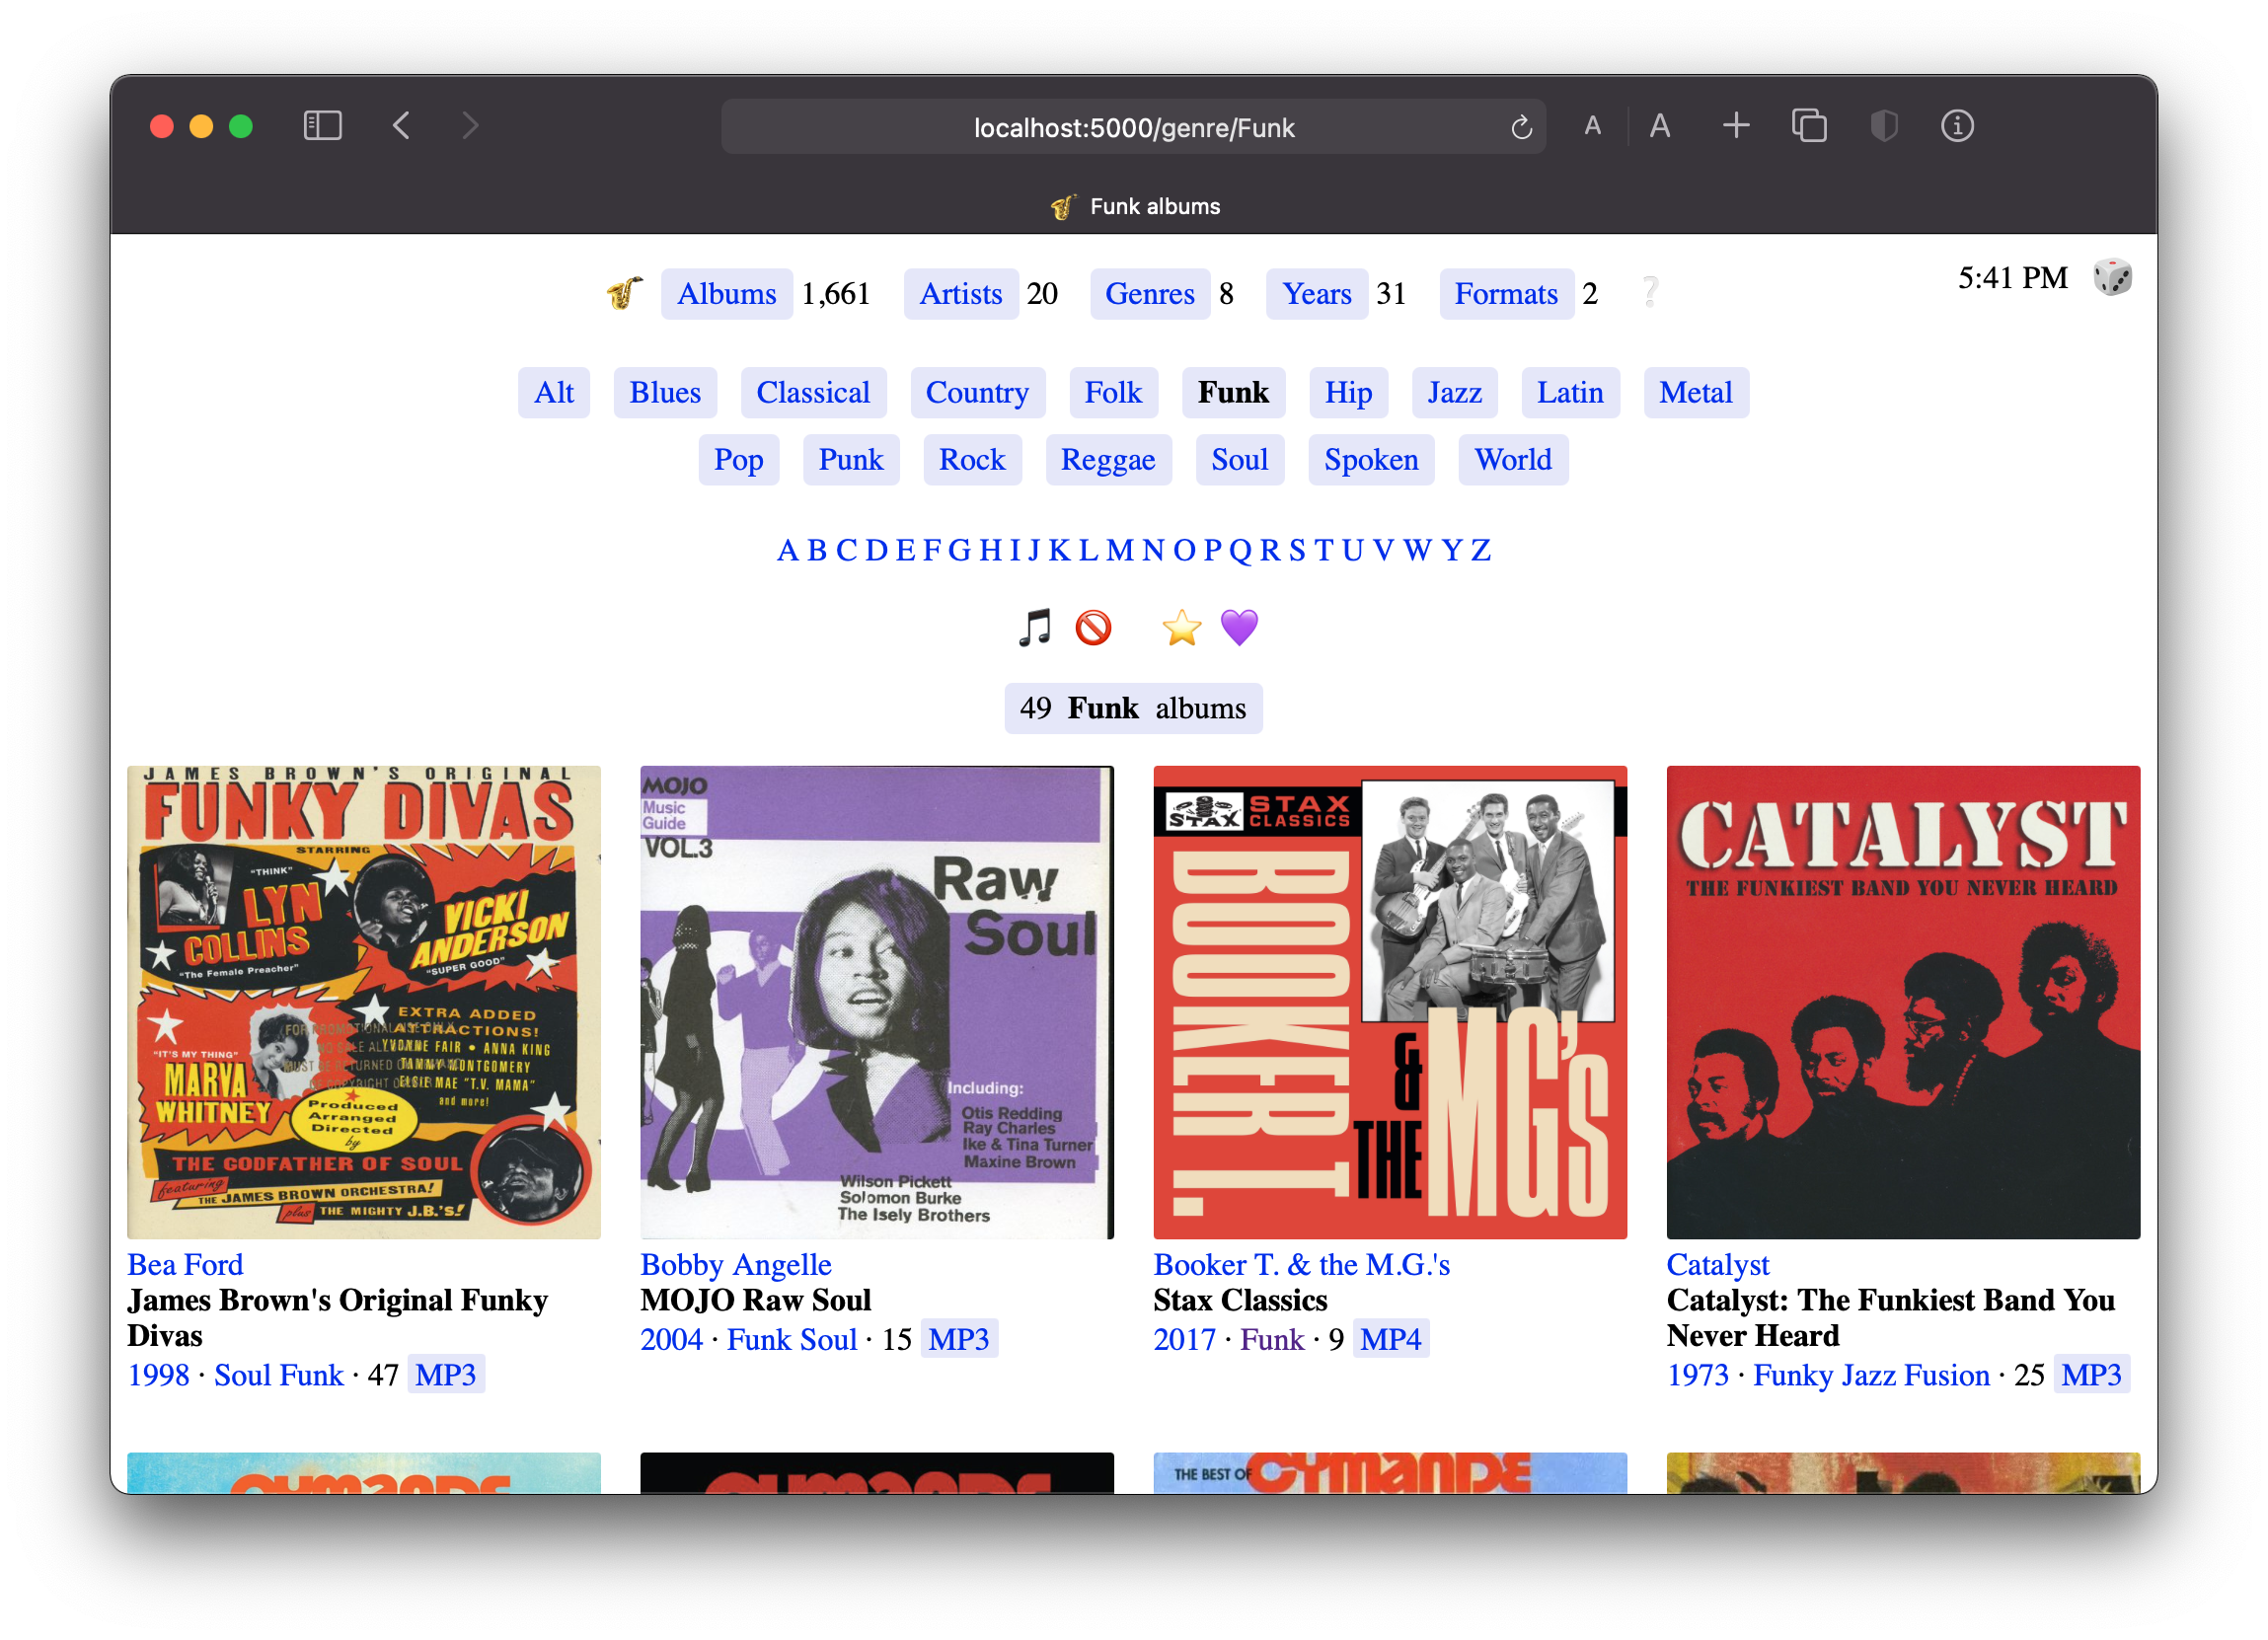 localhost:5000/genre/Funk
A A
Funk albums
Albums 1,661 Artists 20 Genres 8 Years 31 Formats 2 ❔
5:41 PM
Alt Blues Classical Country Folk Funk Hip Jazz Latin Metal
Pop Punk Rock Reggae Soul Spoken World
A B C D E F G H I J K L M N O P Q R S T U V W Y Z
49 Funk albums
JAMES BROWN'S ORIGINAL
FUNKY DIVAS
STARRING
"THINK"
LYN
COLLINS
"The Female Preacher"
VICKI
ANDERSON
"SUPER GOOD"
"IT'S MY THING"
MARVA
WHITNEY
EXTRA ADDED
ATTRACTIONS!
YVONNE FAIR • ANNA KING
TAMMY MONTGOMERY
ELSIE MAE "T.V. MAMA"
and more!
Produced
Arranged
Directed
by
THE GODFATHER OF SOUL
featuring
THE JAMES BROWN ORCHESTRA!
plus THE MIGHTY J.B.'s!
MOJO
Music
Guide
VOL.3
Raw
Soul
Including:
Otis Redding
Ray Charles
Ike & Tina Turner
Maxine Brown
Wilson Pickett
Solomon Burke
The Isely Brothers
STAX
STAX
CLASSICS
BOOKER T.
&
THE
MG's
CATALYST
THE FUNKIEST BAND YOU NEVER HEARD
Bea Ford
James Brown's Original Funky
Divas
1998 · Soul Funk · 47 MP3
Bobby Angelle
MOJO Raw Soul
2004 · Funk Soul · 15 MP3
Booker T. & the M.G.'s
Stax Classics
2017 · Funk · 9 MP4
Catalyst
Catalyst: The Funkiest Band You
Never Heard
1973 · Funky Jazz Fusion · 25 MP3
CYMANDE
CYMANDE
THE BEST OF CYMANDE